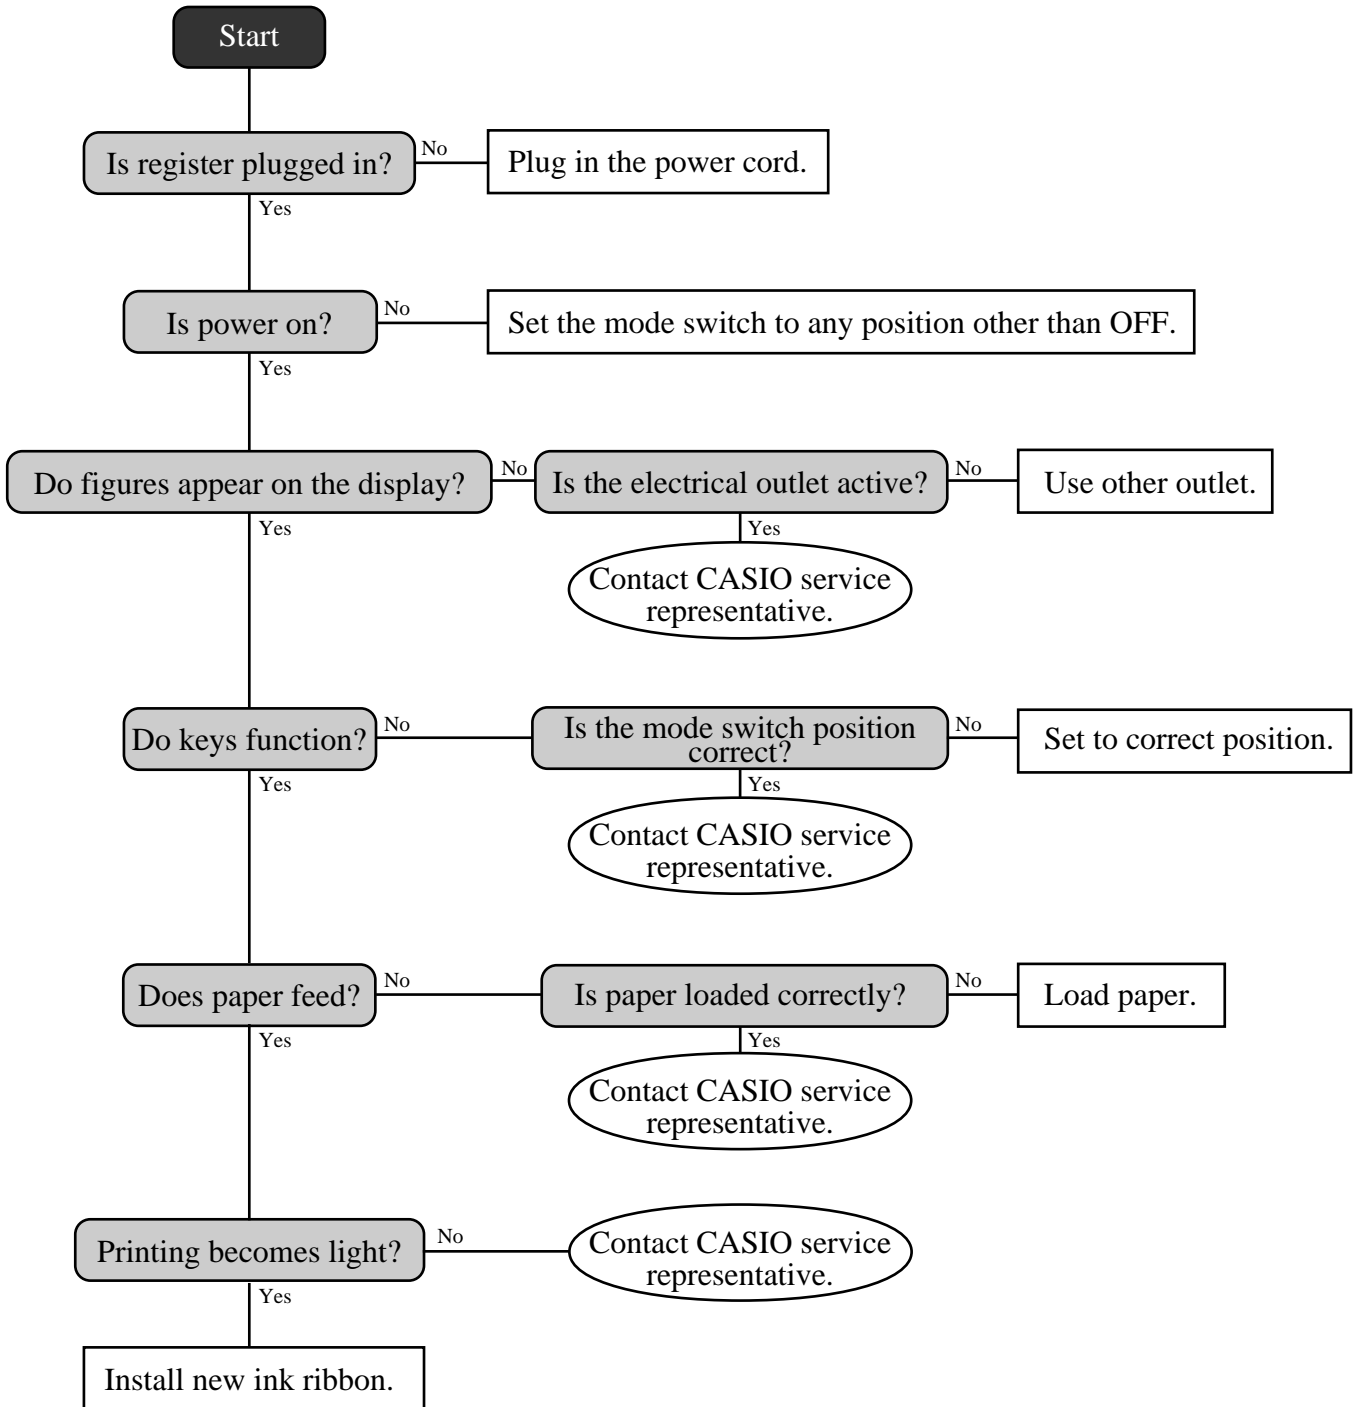 Start
Is register plugged in?
No
Plug in the power cord.
Yes
Is power on?
No
Set the mode switch to any position other than OFF.
Yes
Do figures appear on the display?
No
Is the electrical outlet active?
No
Use other outlet.
Yes
Yes
Contact CASIO service
representative.
Do keys function?
No
Is the mode switch position
correct?
No
Set to correct position.
Yes
Yes
Contact CASIO service
representative.
Does paper feed?
No
Is paper loaded correctly?
No
Load paper.
Yes
Yes
Contact CASIO service
representative.
Printing becomes light?
No
Contact CASIO service
representative.
Yes
Install new ink ribbon.